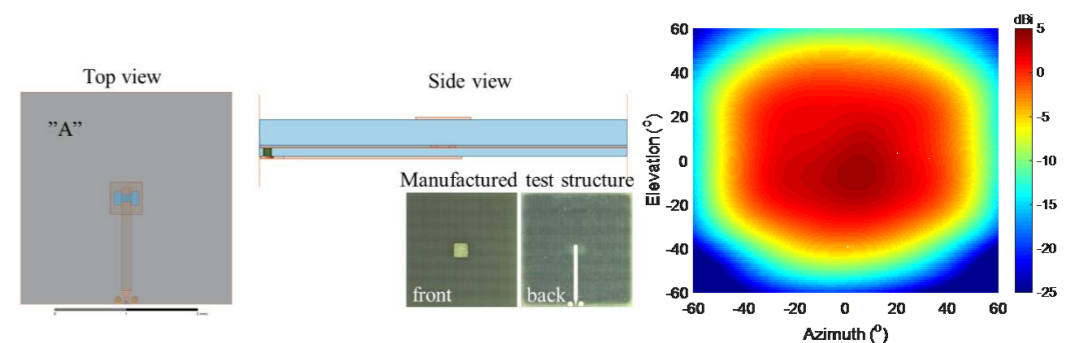 Top view
"A"
Side view
Manufactured test structure
front
back
dBi
5
0
-5
-10
-15
-20
-25
60
40
20
0
-20
-40
-60
Elevation (°)
-60 -40 -20 0 20 40 60
Azimuth (°)